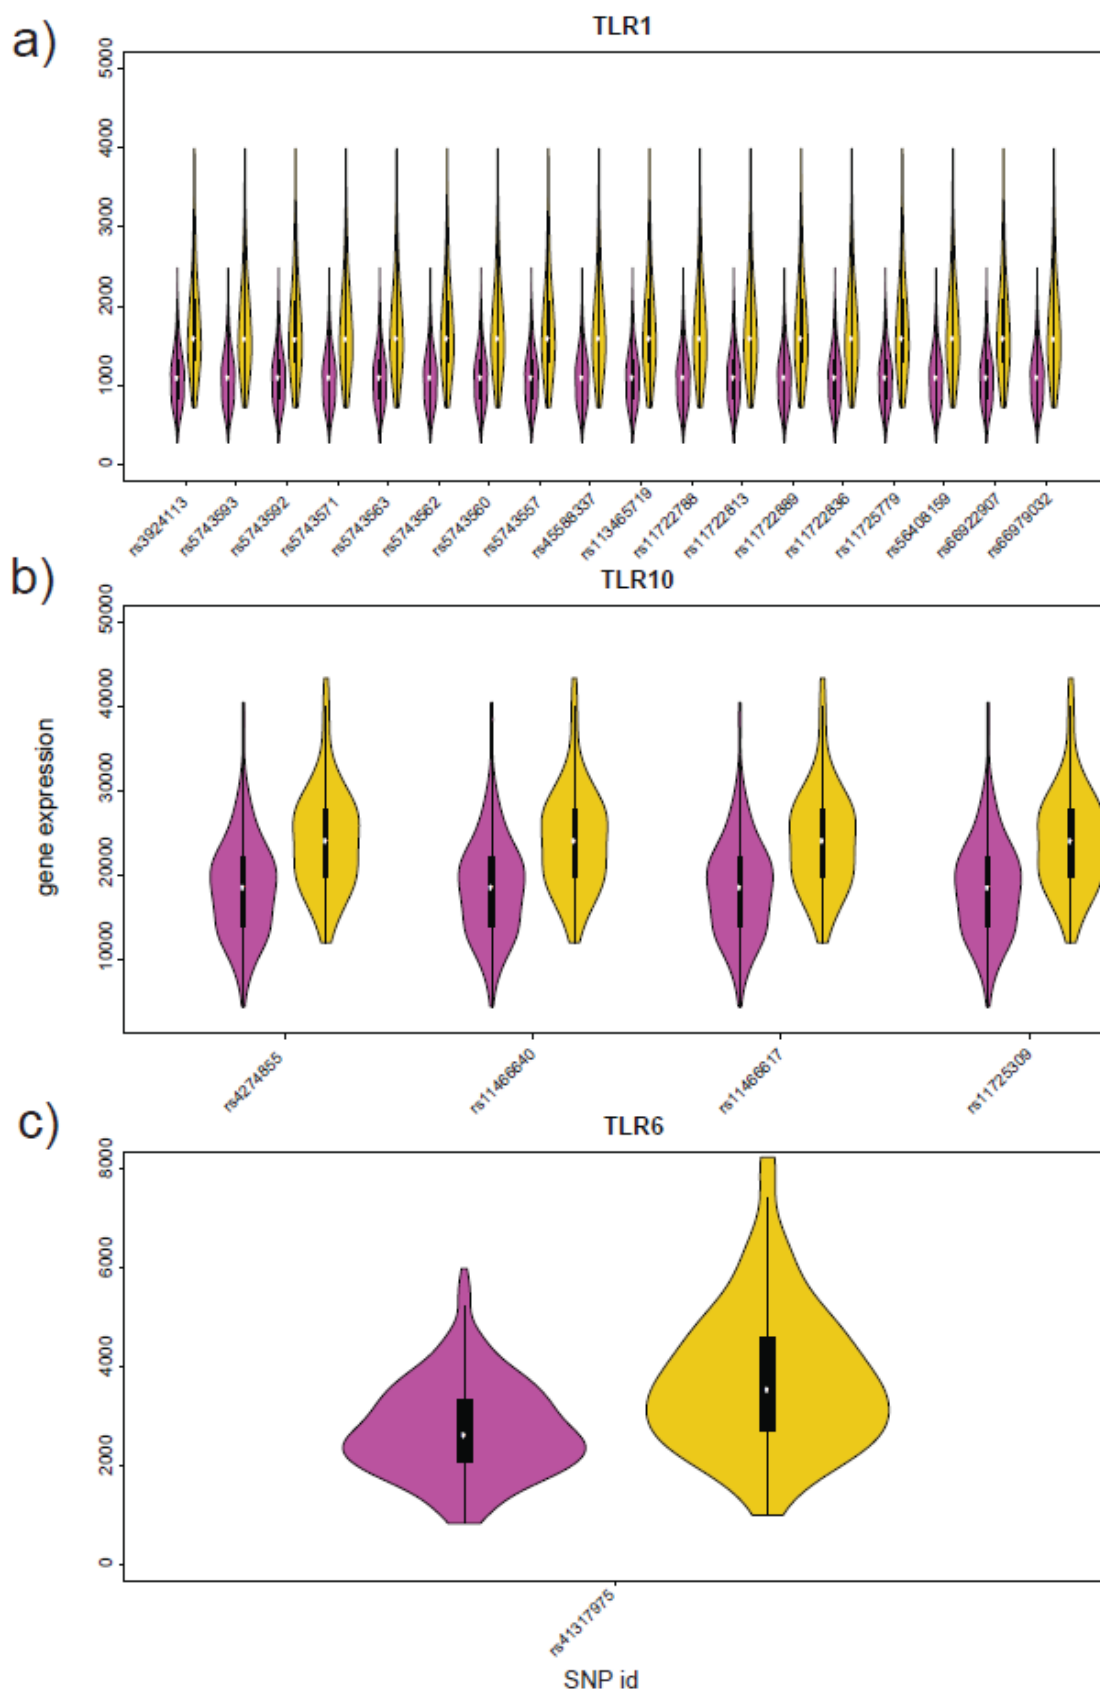 a)
TLR1
5000
4000
3000
2000
1000
0
rs3924113
rs5743593
rs5743592
rs5743571
rs5743563
rs5743562
rs5743560
rs5743557
rs45588337
rs113465719
rs11722788
rs11722813
rs11722889
rs11722836
rs11725779
rs56408159
rs66922907
rs66979032
b)
TLR10
50000
40000
30000
20000
10000
gene expression
rs4274855
rs11466640
rs11466617
rs11725309
c)
TLR6
8000
6000
4000
2000
0
rs41317975
SNP id